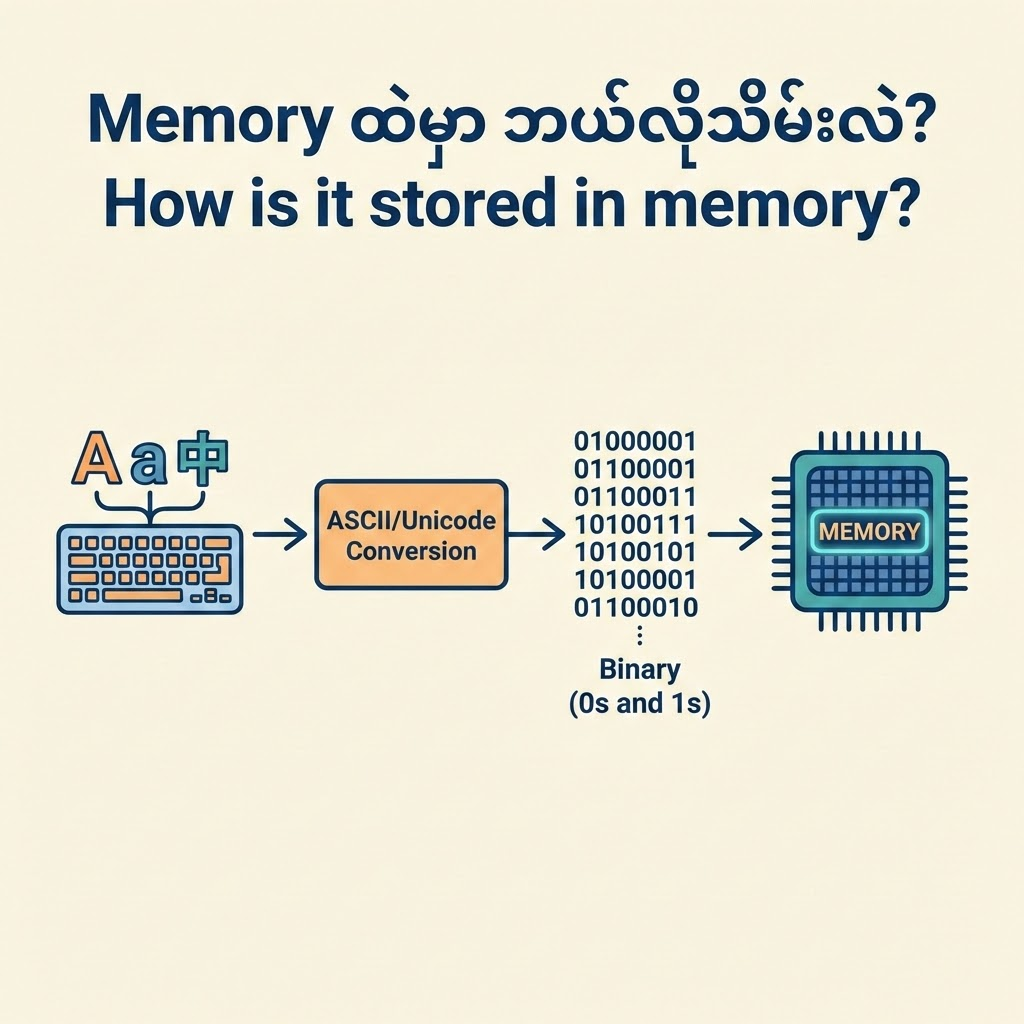 Memory ထဲမှာ ဘယ်လိုသိမ်းလဲ?
How is it stored in memory?
A a 中
ASCII/Unicode
Conversion
01000001
01100001
01100011
10100111
10100101
10100001
01100010
⋮
Binary
(0s and 1s)
MEMORY